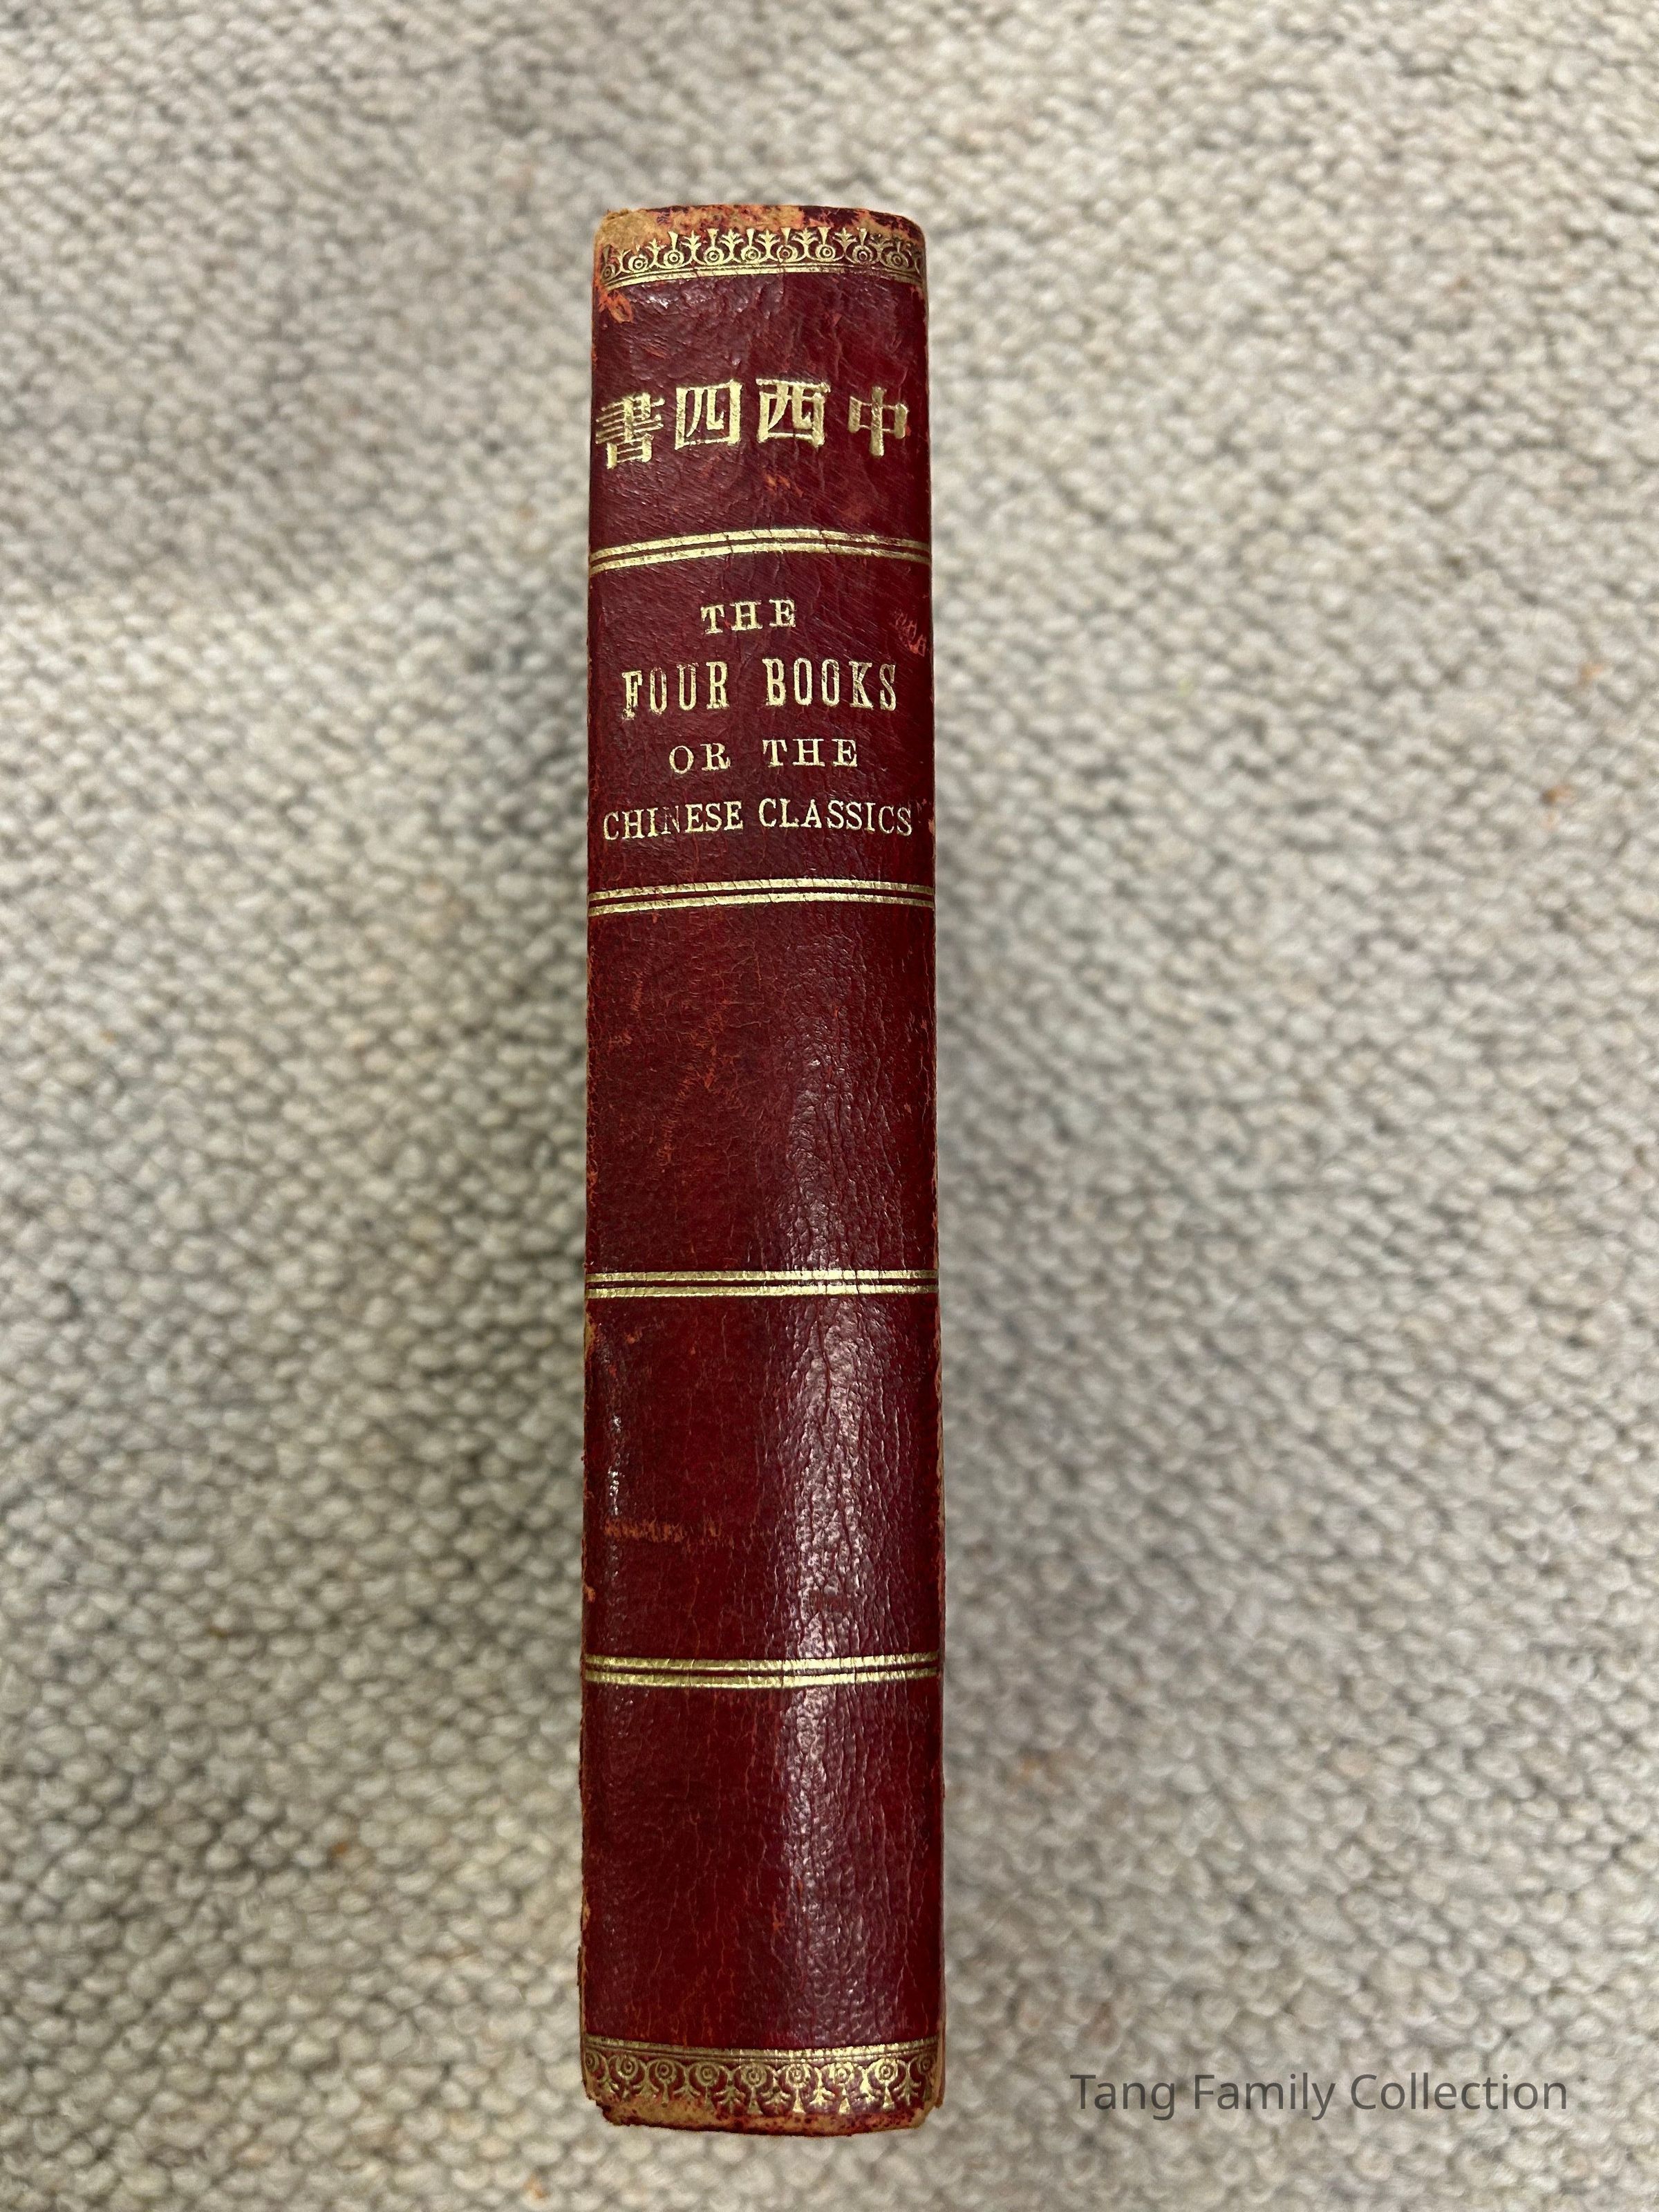 中西四書
THE
FOUR BOOKS
OR THE
CHINESE CLASSICS
Tang Family Collection